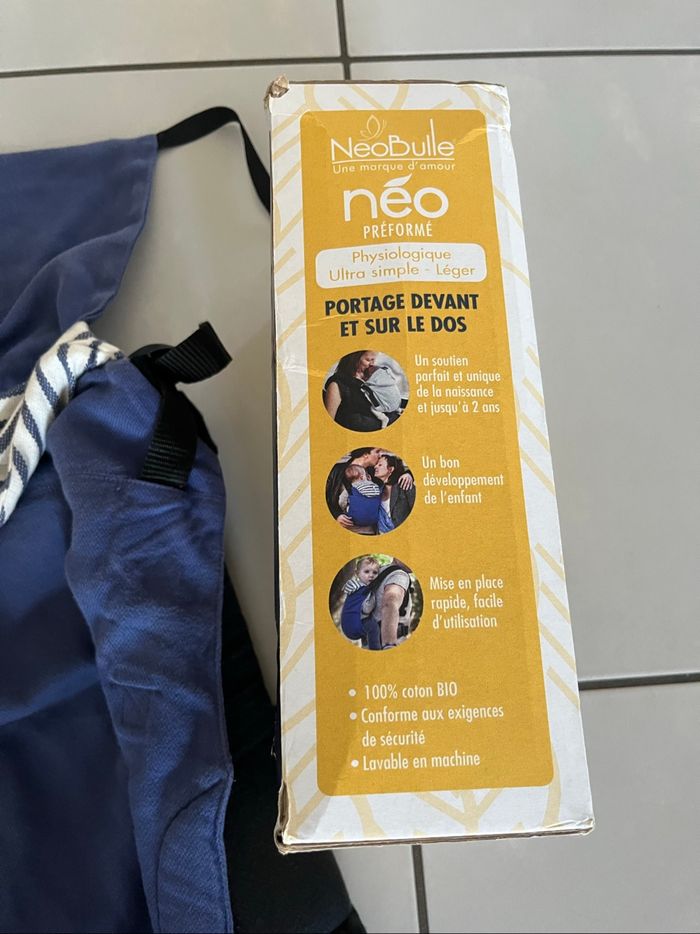 NéoBulle
Une marque d'amour
néo
PRÉFORMÉ
Physiologique
Ultra simple - Léger
PORTAGE DEVANT
ET SUR LE DOS
Un soutien
parfait et unique
de la naissance
et jusqu'à 2 ans
Un bon
développement
de l'enfant
Mise en place
rapide, facile
d'utilisation
• 100% coton BIO
• Conforme aux exigences
de sécurité
• Lavable en machine